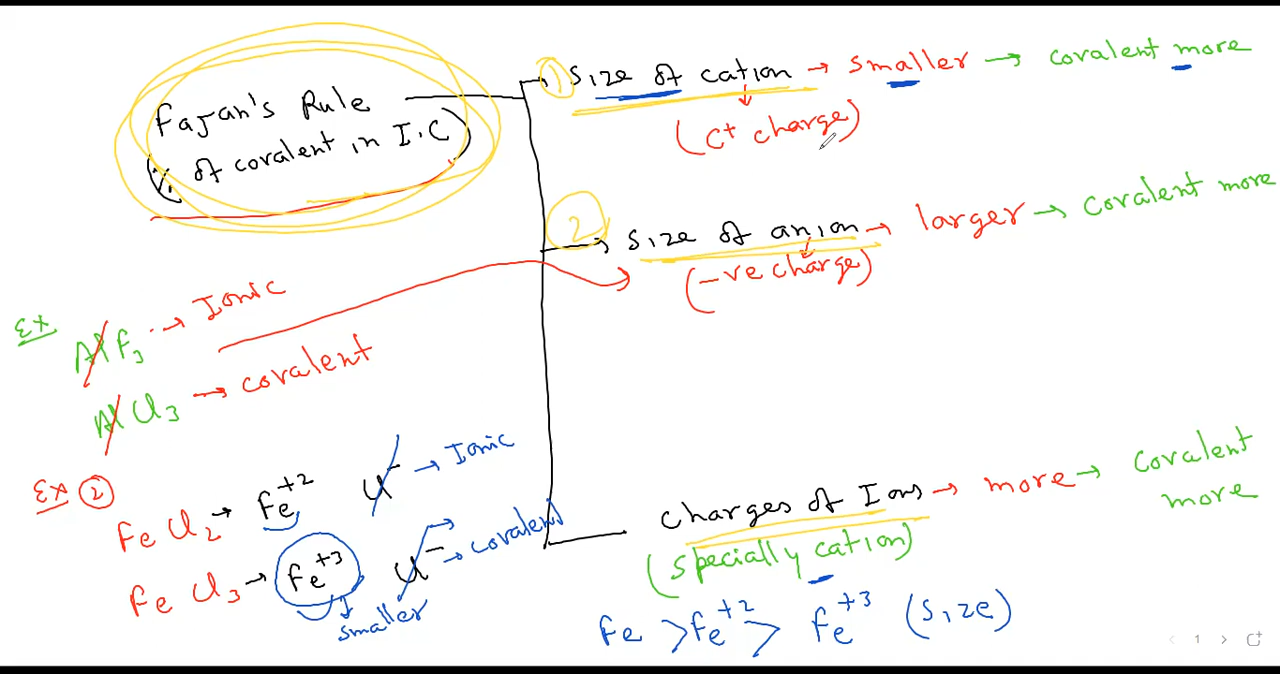 Fajan's Rule
(% of covalent in I.C)
① Size of cation → smaller → covalent more
(C+ charge)
2 Size of anion → larger → covalent more
(-ve charge)
Ex
AlF3 → Ionic
AlCl3 → covalent
Ex ②
FeCl2 → Fe+2 Cl- → Ionic
FeCl3 → Fe+3 Cl- → covalent
smaller
Charges of Ions → more → covalent
more
(specially cation)
Fe > Fe+2 > Fe+3 (Size)
1